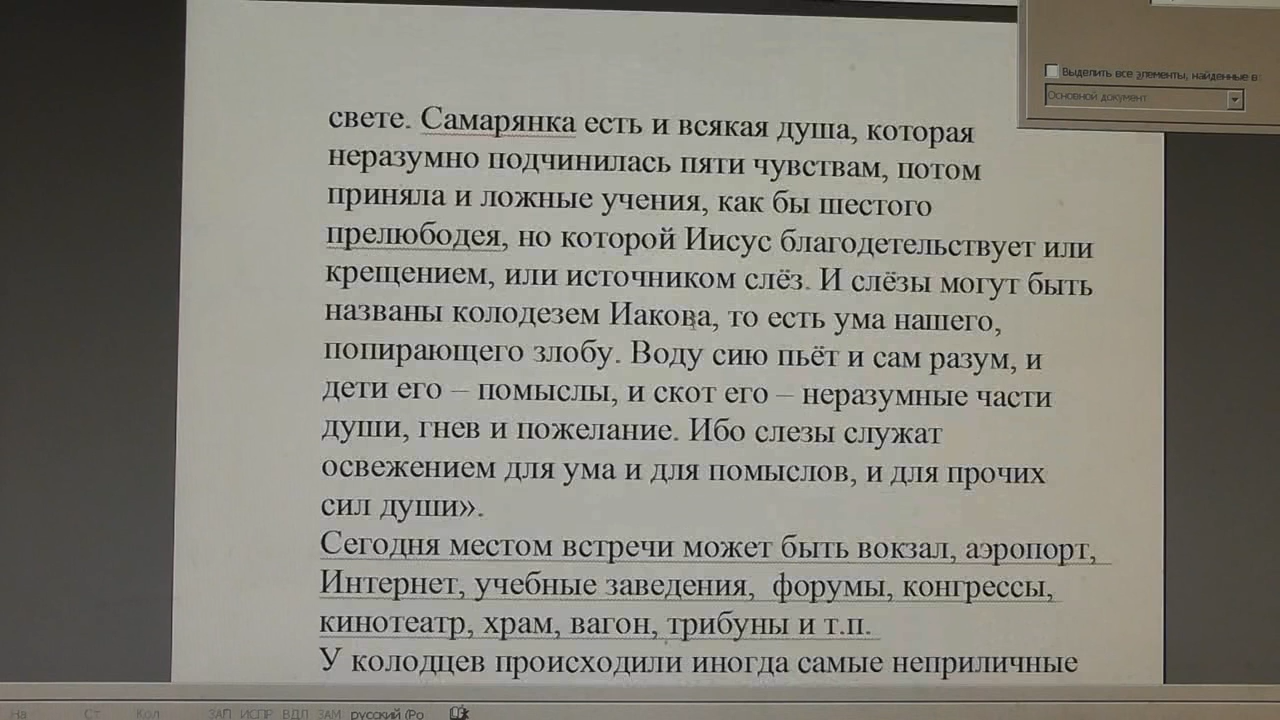 Выделить все элементы, найденные в:
Основной документ
свете. Самарянка есть и всякая душа, которая
неразумно подчинилась пяти чувствам, потом
приняла и ложные учения, как бы шестого
прелюбодея, но которой Иисус благодетельствует или
крещением, или источником слёз. И слёзы могут быть
названы колодезем Иакова, то есть ума нашего,
попирающего злобу. Воду сию пьёт и сам разум, и
дети его – помыслы, и скот его – неразумные части
души, гнев и пожелание. Ибо слезы служат
освежением для ума и для помыслов, и для прочих
сил души».
Сегодня местом встречи может быть вокзал, аэропорт,
Интернет, учебные заведения, форумы, конгрессы,
кинотеатр, храм, вагон, трибуны и т.п.
У колодцев происходили иногда самые неприличные
На Ст Кол ЗАП ИСПР ВДЛ ЗАМ русский (Ро